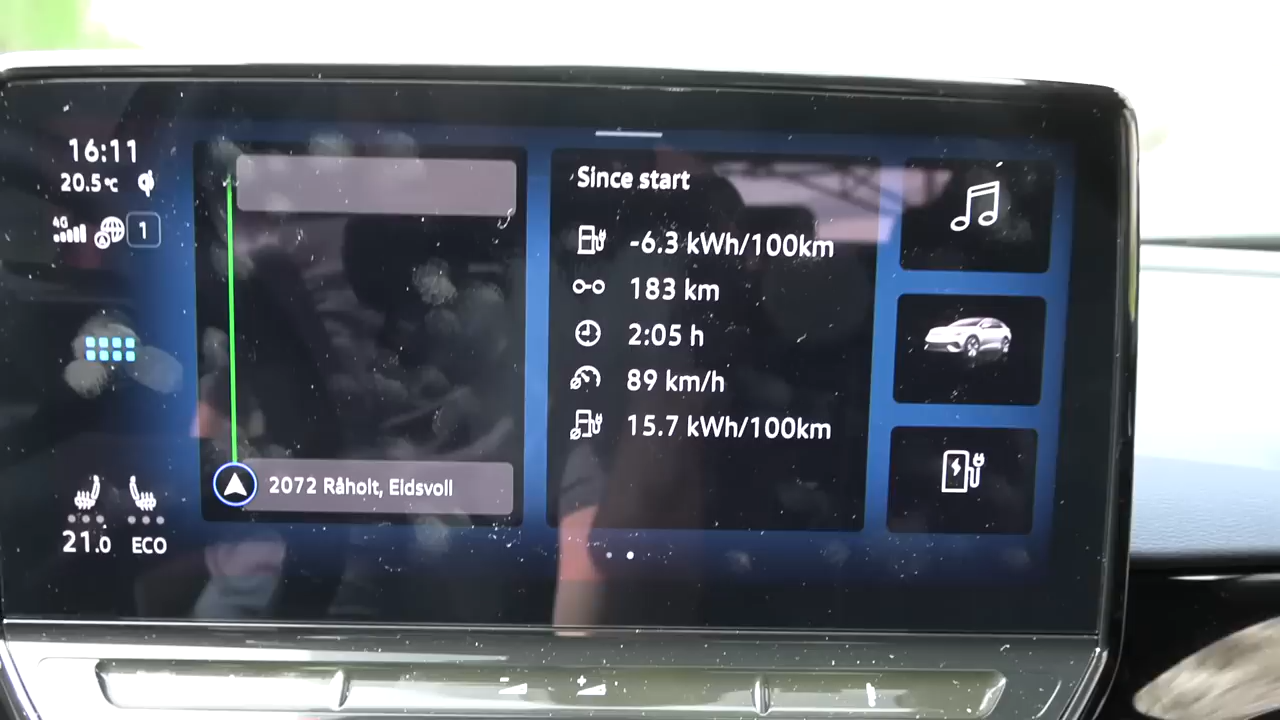 16:11
20.5°C
4G
1
21.0 ECO
2072 Råholt, Eidsvoll
Since start
-6.3 kWh/100km
183 km
2:05 h
89 km/h
15.7 kWh/100km
- +